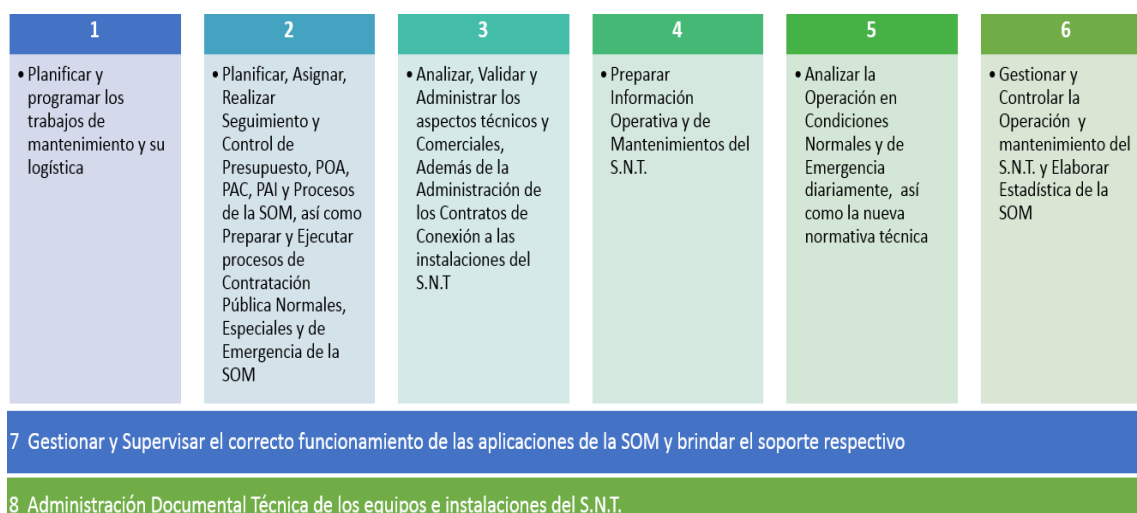 1
• Planificar y
programar los
trabajos de
mantenimiento y su
logística
2
• Planificar, Asignar,
Realizar
Seguimiento y
Control de
Presupuesto, POA,
PAC, PAI y Procesos
de la SOM, así como
Preparar y Ejecutar
procesos de
Contratación
Pública Normales,
Especiales y de
Emergencia de la
SOM
3
• Analizar, Validar y
Administrar los
aspectos técnicos y
Comerciales,
Además de la
Administración de
los Contratos de
Conexión a las
instalaciones del
S.N.T
4
• Preparar
Información
Operativa y de
Mantenimientos del
S.N.T.
5
• Analizar la
Operación en
Condiciones
Normales y de
Emergencia
diariamente, así
como la nueva
normativa técnica
6
• Gestionar y
Controlar la
Operación y
mantenimiento del
S.N.T. y Elaborar
Estadística de la
SOM
7 Gestionar y Supervisar el correcto funcionamiento de las aplicaciones de la SOM y brindar el soporte respectivo
8 Administración Documental Técnica de los equipos e instalaciones del S.N.T.